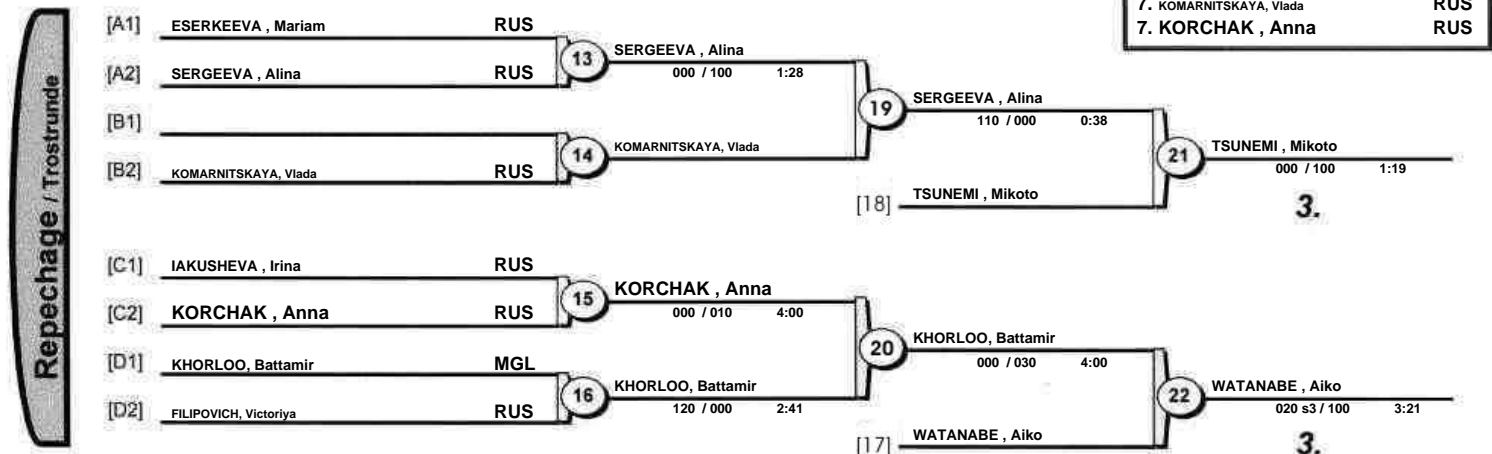 7. KOMARNITSKAYA, Vlada RUS
7. KORCHAK , Anna RUS
Repechage / Trostrunde
[A1] ESERKEEVA , Mariam RUS
13 SERGEEVA , Alina
000 / 100 1:28
[A2] SERGEEVA , Alina RUS
19 SERGEEVA , Alina
110 / 000 0:38
[B1]
14 KOMARNITSKAYA, Vlada
[B2] KOMARNITSKAYA, Vlada RUS
21 TSUNEMI , Mikoto
000 / 100 1:19
[18] TSUNEMI , Mikoto
3.
[C1] IAKUSHEVA , Irina RUS
15 KORCHAK , Anna
000 / 010 4:00
[C2] KORCHAK , Anna RUS
20 KHORLOO, Battamir
000 / 030 4:00
[D1] KHORLOO, Battamir MGL
16 KHORLOO, Battamir
120 / 000 2:41
[D2] FILIPOVICH, Victoriya RUS
22 WATANABE , Aiko
020 s3 / 100 3:21
[17] WATANABE , Aiko
3.